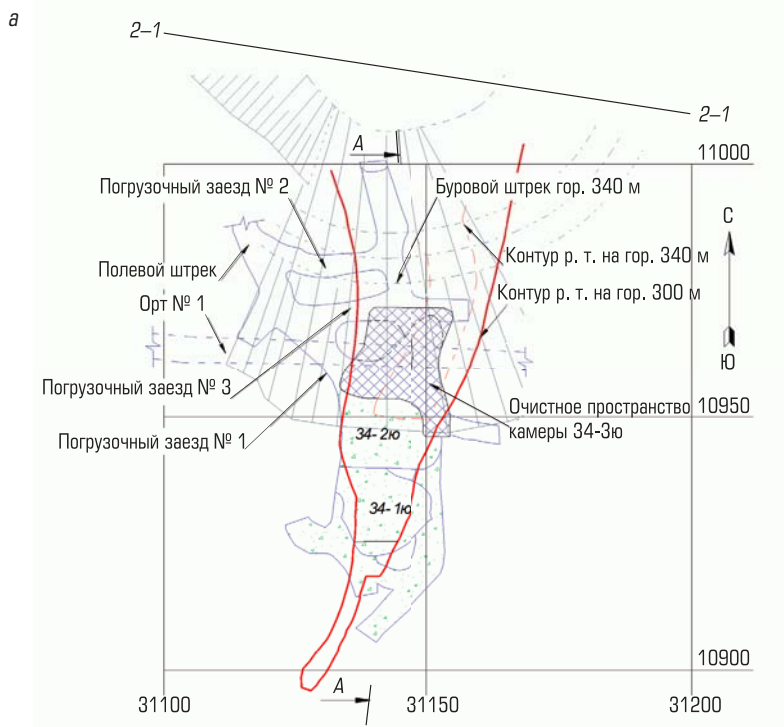 а
2–1
2–1
А
11000
Погрузочный заезд № 2
Буровой штрек гор. 340 м
С
Контур р. т. на гор. 340 м
Полевой штрек
Контур р. т. на гор. 300 м
Орт № 1
Ю
Погрузочный заезд № 3
Очистное пространство
камеры 34-3ю
10950
Погрузочный заезд № 1
34-2ю
34-1ю
10900
А
31100
31150
31200